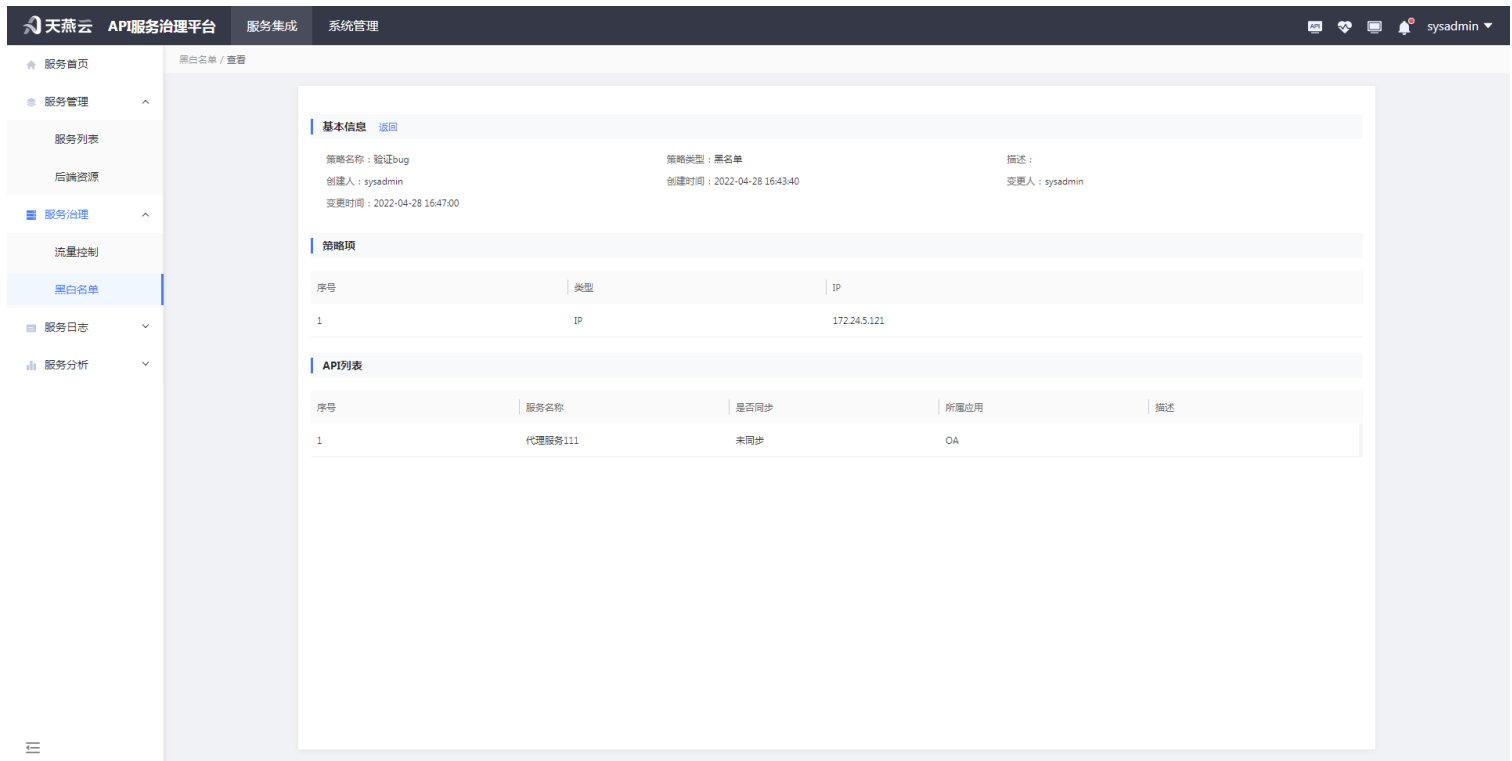 天燕云 API服务治理平台 服务集成 系统管理 API sysadmin
服务首页
服务管理
服务列表
后端资源
服务治理
流量控制
黑白名单
服务日志
服务分析
黑白名单 / 查看
基本信息 返回
策略名称：验证bug 策略类型：黑名单 描述：
创建人：sysadmin 创建时间：2022-04-28 16:43:40 变更人：sysadmin
变更时间：2022-04-28 16:47:00
策略项
序号 类型 IP
1 IP 172.24.5.121
API列表
序号 服务名称 是否同步 所属应用 描述
1 代理服务111 未同步 OA